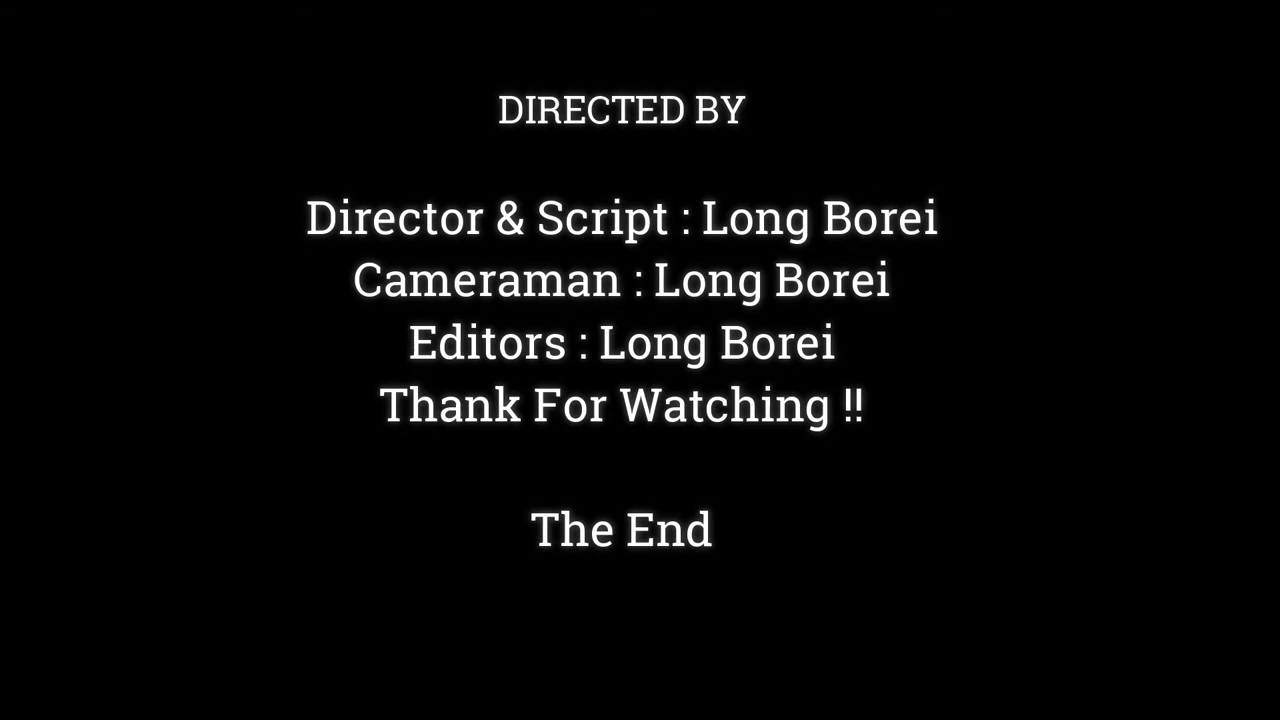 DIRECTED BY
Director & Script : Long Borei
Cameraman : Long Borei
Editors : Long Borei
Thank For Watching !!
The End